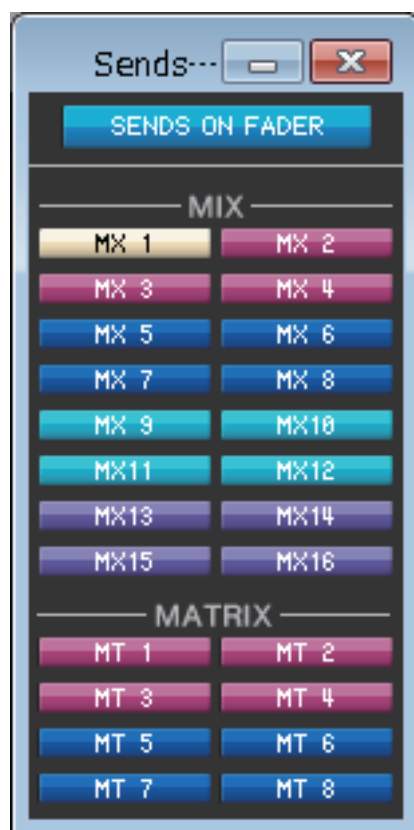 Sends···
SENDS ON FADER
MIX
MX 1 MX 2
MX 3 MX 4
MX 5 MX 6
MX 7 MX 8
MX 9 MX10
MX11 MX12
MX13 MX14
MX15 MX16
MATRIX
MT 1 MT 2
MT 3 MT 4
MT 5 MT 6
MT 7 MT 8